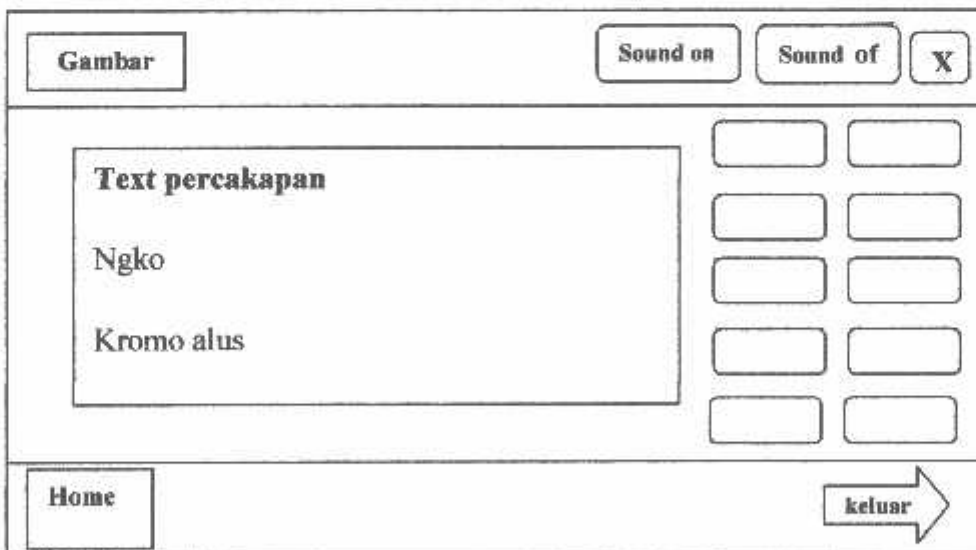 Gambar
Sound on
Sound of
X
Text percakapan
Ngko
Kromo alus
Home
keluar